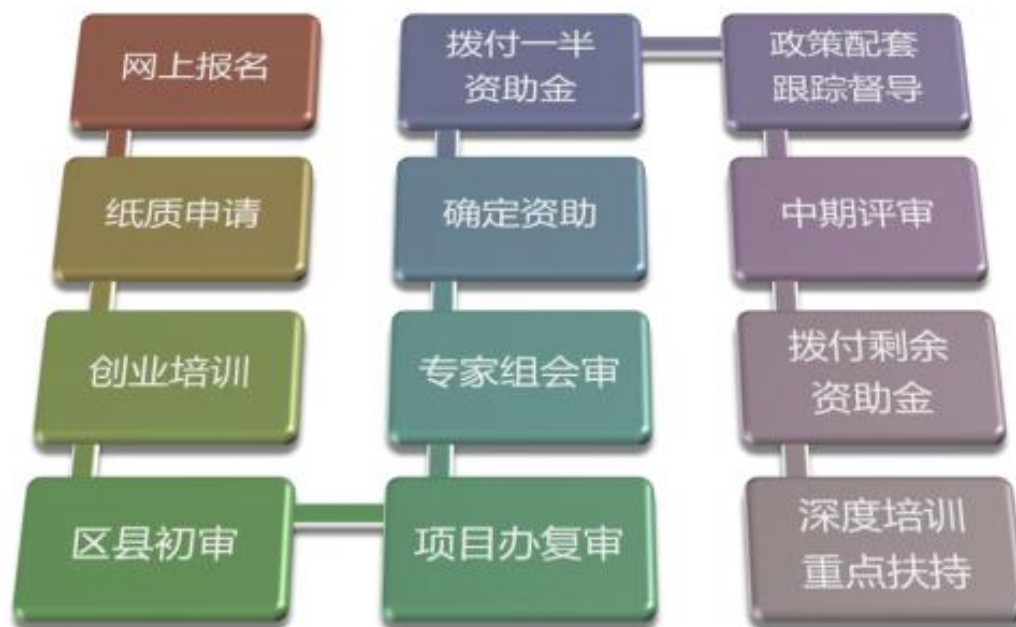 网上报名
纸质申请
创业培训
区县初审
项目办复审
专家组会审
确定资助
拨付一半
资助金
政策配套
跟踪督导
中期评审
拨付剩余
资助金
深度培训
重点扶持